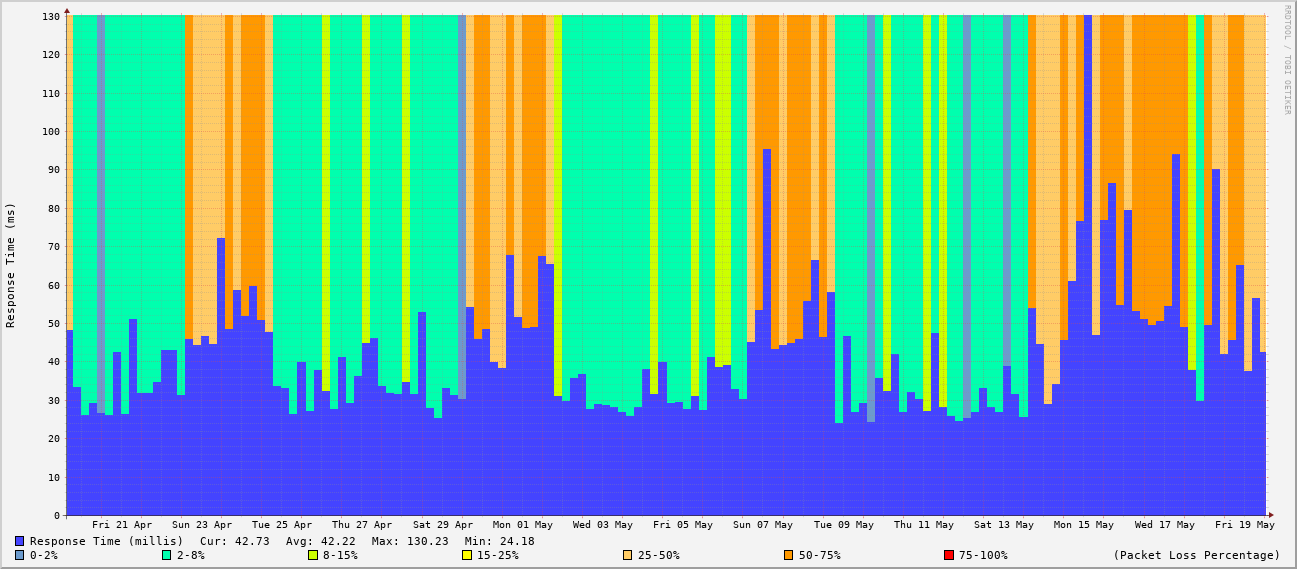 RRDTOOL / TOBI OETIKER
Response Time (ms)
130
120
110
100
90
80
70
60
50
40
30
20
10
0
Fri 21 Apr Sun 23 Apr Tue 25 Apr Thu 27 Apr Sat 29 Apr Mon 01 May Wed 03 May Fri 05 May Sun 07 May Tue 09 May Thu 11 May Sat 13 May Mon 15 May Wed 17 May Fri 19 May
Response Time (millis) Cur: 42.73 Avg: 42.22 Max: 130.23 Min: 24.18
0-2% 2-8% 8-15% 15-25% 25-50% 50-75% 75-100% (Packet Loss Percentage)